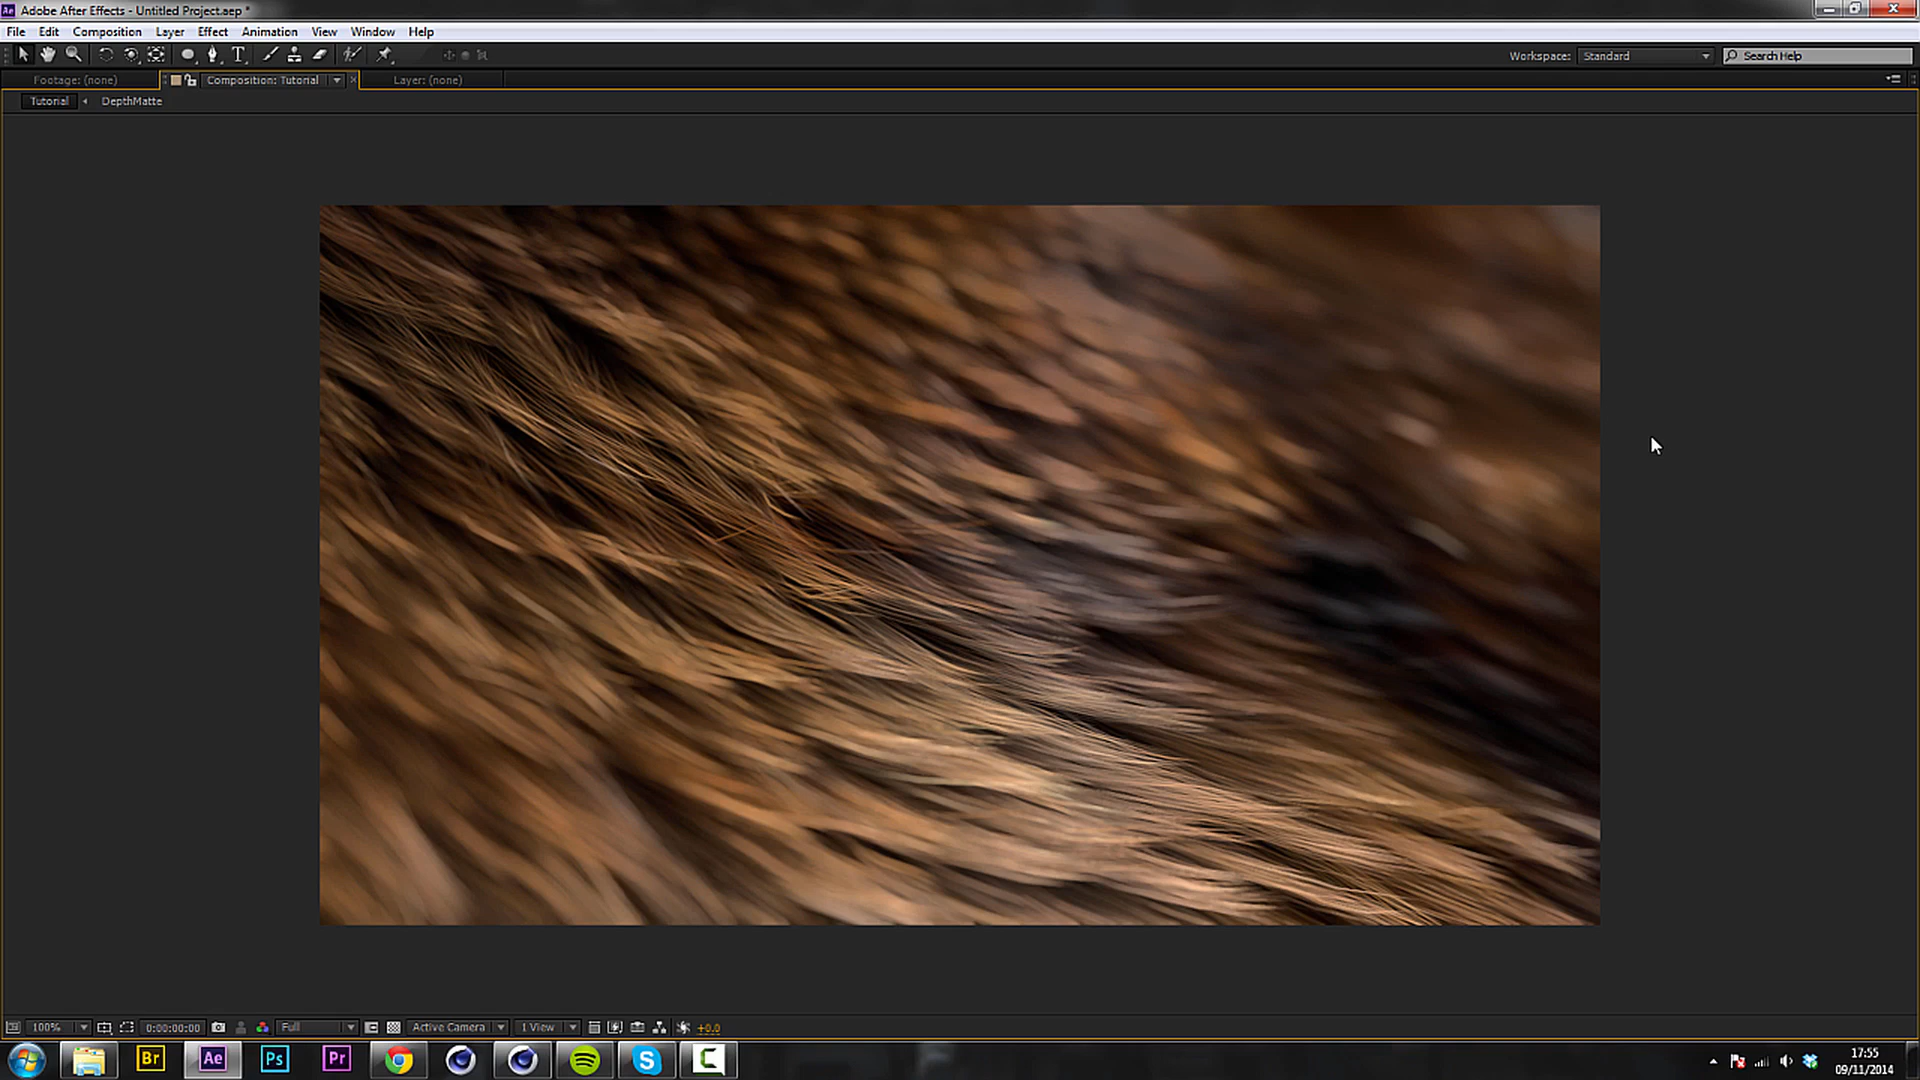 Adobe After Effects - Untitled Project.aep *
File Edit Composition Layer Effect Animation View Window Help
Workspace: Standard Search Help
Footage: (none) Composition: Tutorial Layer: (none)
Tutorial DepthMatte
100% 0:00:00:00 Full Active Camera 1 View +0.0
Br Ae Ps Pr
17:55
09/11/2014